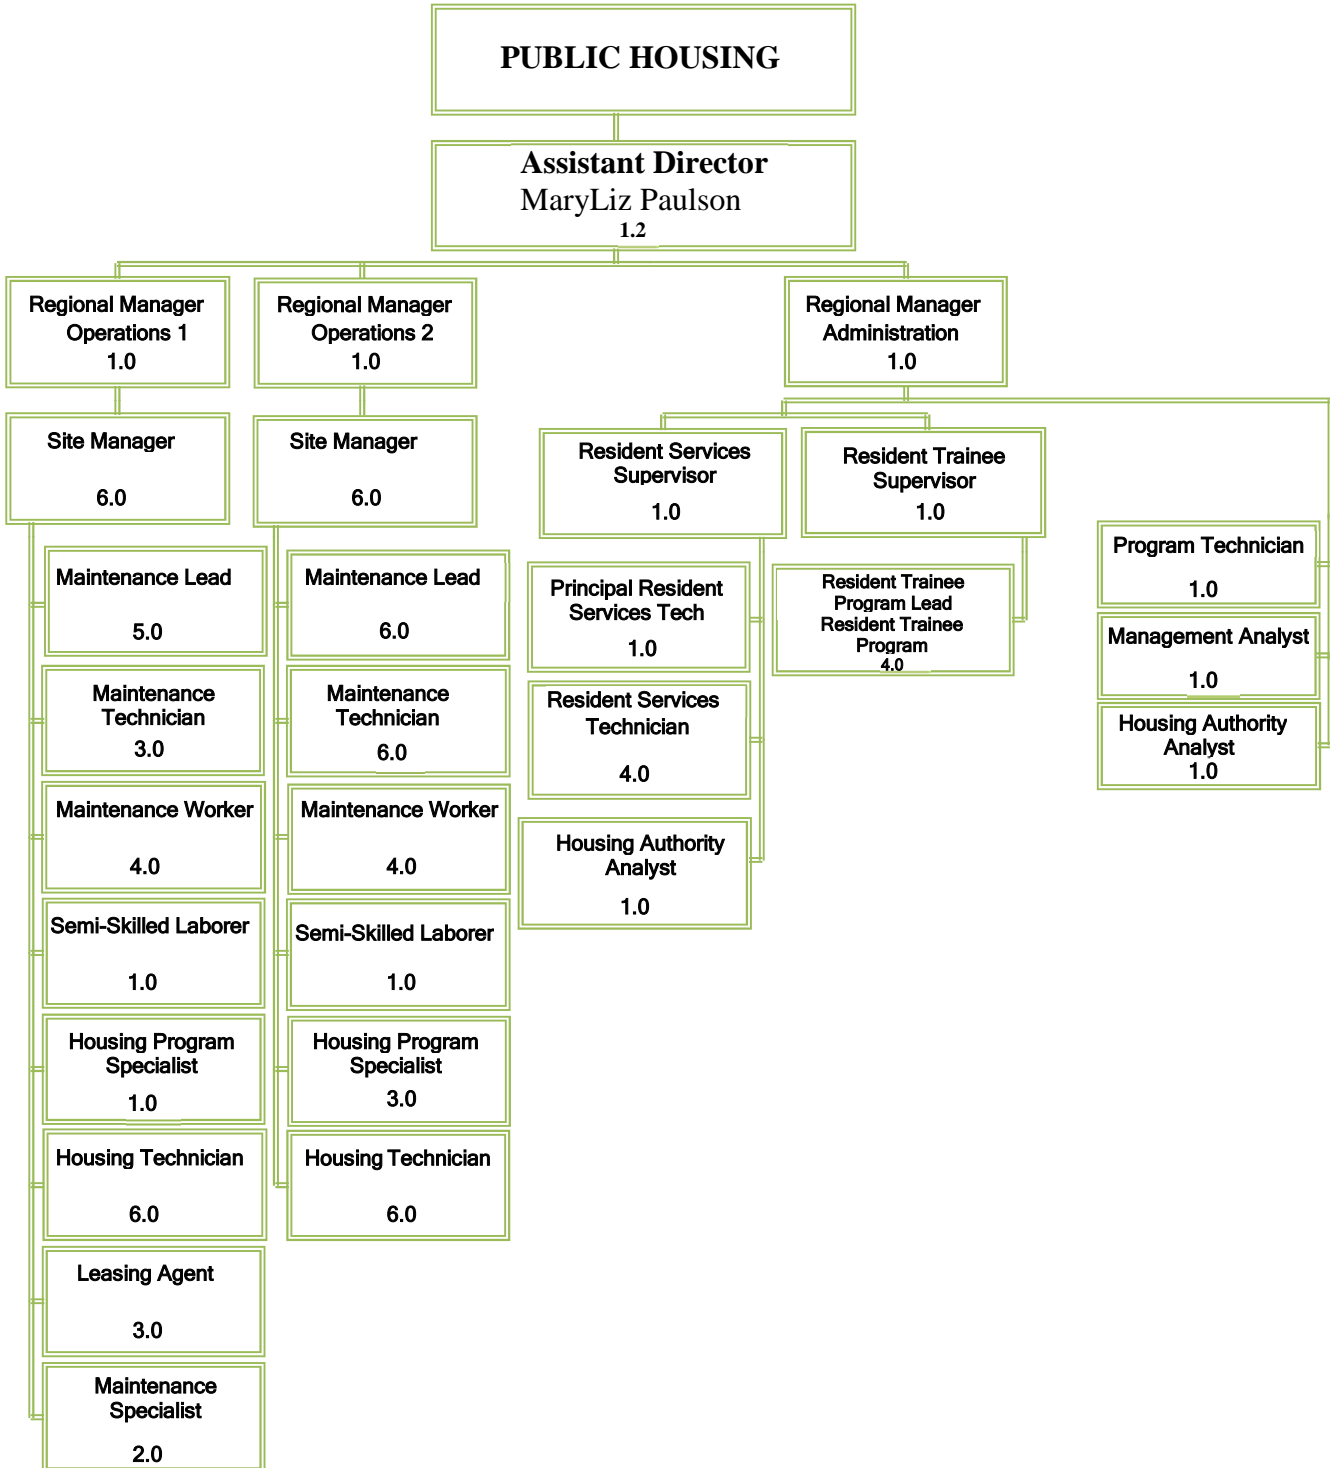 PUBLIC HOUSING
Assistant Director
MaryLiz Paulson
1.2
Regional Manager
Operations 1
1.0
Regional Manager
Operations 2
1.0
Regional Manager
Administration
1.0
Site Manager
6.0
Site Manager
6.0
Resident Services
Supervisor
1.0
Resident Trainee
Supervisor
1.0
Maintenance Lead
5.0
Maintenance
Technician
3.0
Maintenance Worker
4.0
Semi-Skilled Laborer
1.0
Housing Program
Specialist
1.0
Housing Technician
6.0
Leasing Agent
3.0
Maintenance
Specialist
2.0
Maintenance Lead
6.0
Maintenance
Technician
6.0
Maintenance Worker
4.0
Semi-Skilled Laborer
1.0
Housing Program
Specialist
3.0
Housing Technician
6.0
Principal Resident
Services Tech
1.0
Resident Services
Technician
4.0
Housing Authority
Analyst
1.0
Resident Trainee
Program Lead
Resident Trainee
Program
4.0
Program Technician
1.0
Management Analyst
1.0
Housing Authority
Analyst
1.0